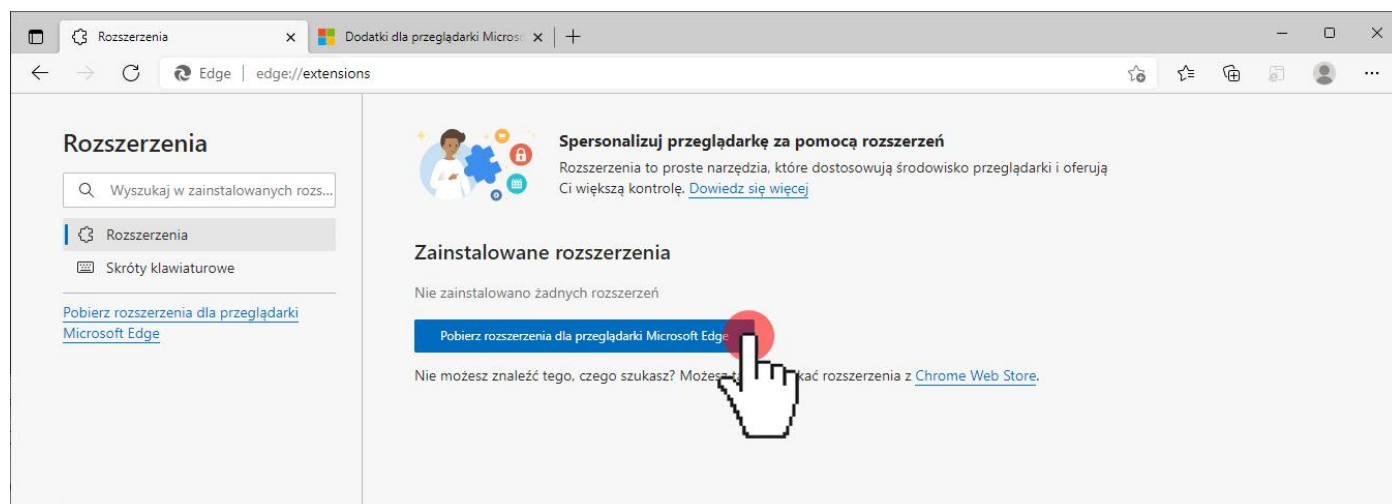 Rozszerzenia
Dodatki dla przeglądarki Micros
Edge
edge://extensions
Rozszerzenia
Wyszukaj w zainstalowanych rozs...
Rozszerzenia
Skróty klawiaturowe
Pobierz rozszerzenia dla przeglądarki
Microsoft Edge
Spersonalizuj przeglądarkę za pomocą rozszerzeń
Rozszerzenia to proste narzędzia, które dostosowują środowisko przeglądarki i oferują
Ci większą kontrolę. Dowiedz się więcej
Zainstalowane rozszerzenia
Nie zainstalowano żadnych rozszerzeń
Pobierz rozszerzenia dla przeglądarki Microsoft Edge
Nie możesz znaleźć tego, czego szukasz? Możesz rozszerzenia z Chrome Web Store.